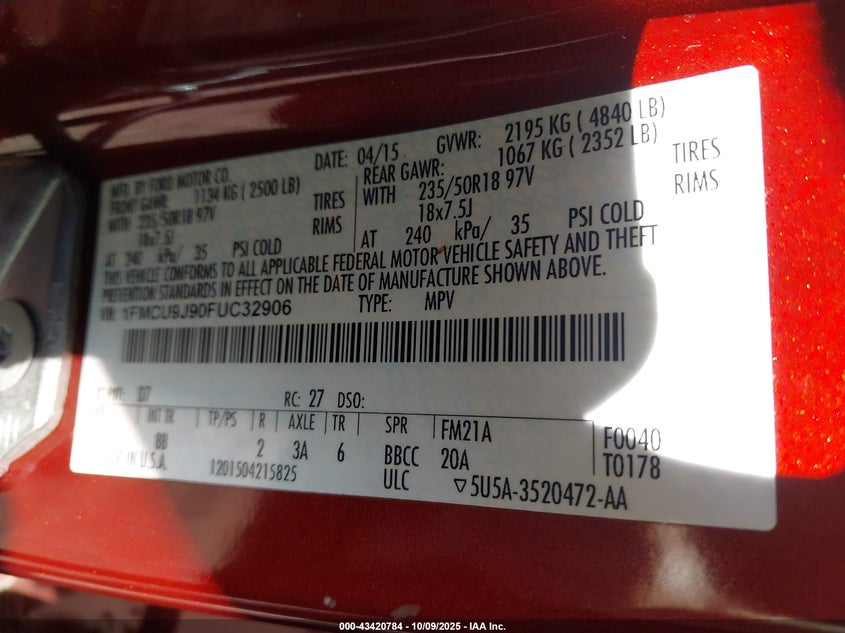 MFD. BY FORD MOTOR CO.
DATE: 04/15 GVWR: 2195 KG ( 4840 LB)
FRONT GAWR: 1134 KG ( 2500 LB)
REAR GAWR: 1067 KG ( 2352 LB)
WITH 235/50R18 97V TIRES
WITH 235/50R18 97V TIRES
18x7.5J RIMS
18x7.5J RIMS
AT 240 kPa/ 35 PSI COLD
AT 240 kPa/ 35 PSI COLD
THIS VEHICLE CONFORMS TO ALL APPLICABLE FEDERAL MOTOR VEHICLE SAFETY AND THEFT
PREVENTION STANDARDS IN EFFECT ON THE DATE OF MANUFACTURE SHOWN ABOVE.
VIN: 1FMCU9J90FUC32906 TYPE: MPV
D7 RC: 27 DSO:
INT TR TP/PS R AXLE TR SPR FM21A F0040
8B 2 3A 6 BBCC 20A T0178
IN U.S.A. 1201504215825 ULC ▽5U5A-3520472-AA
000-43420784 - 10/09/2025 - IAA Inc.